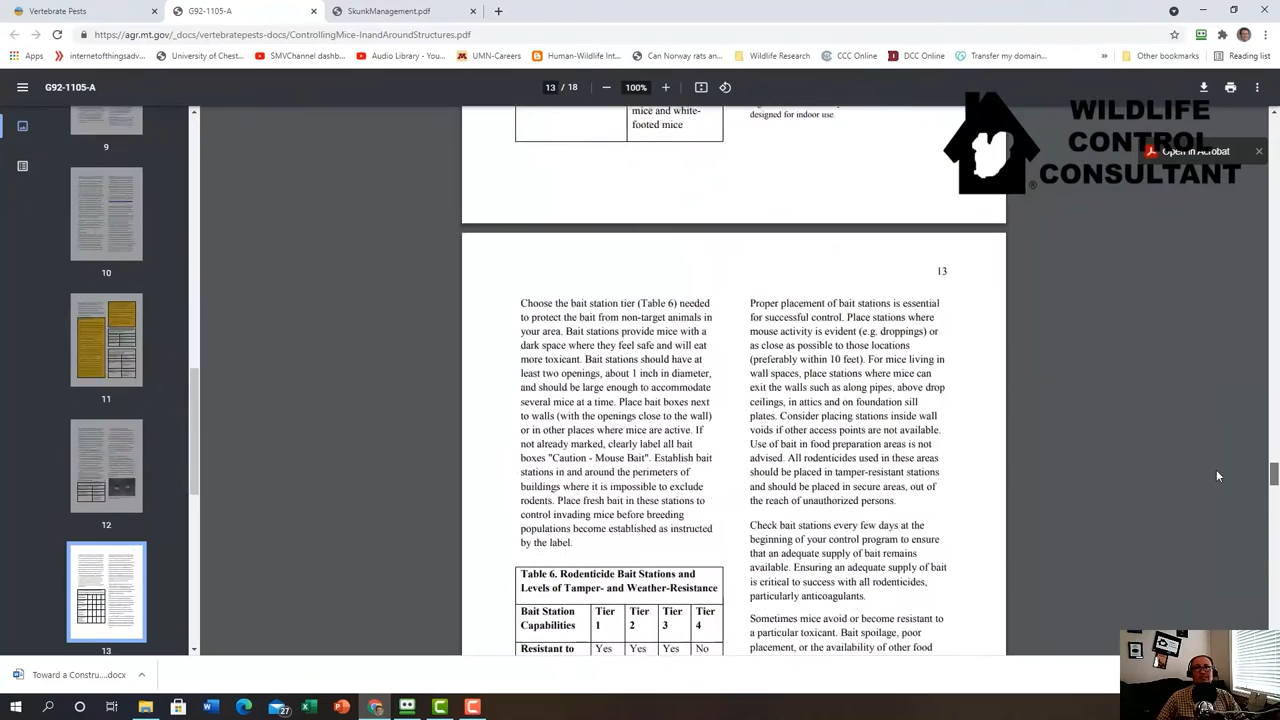 Vertebrate Pests
G92-1105-A
SkunkManagement.pdf
https://agr.mt.gov/_docs/vertebratepests-docs/ControllingMice-InandAroundStructures.pdf
Apps
internetofthingsadv...
University of Chest...
SMVChannel dashb...
Audio Library - You...
UMN-Careers
Human-Wildlife Int...
Can Norway rats an...
Wildlife Research
CCC Online
DCC Online
Transfer my domain...
Other bookmarks
Reading list
G92-1105-A
13 / 18
100%
WILDLIFE
CONTROL
CONSULTANT
®
Open in Acrobat
9
10
11
12
13
mice and white-
footed mice
designed for indoor use
13
Choose the bait station tier (Table 6) needed
to protect the bait from non-target animals in
your area. Bait stations provide mice with a
dark space where they feel safe and will eat
more toxicant. Bait stations should have at
least two openings, about 1 inch in diameter,
and should be large enough to accommodate
several mice at a time. Place bait boxes next
to walls (with the openings close to the wall)
or in other places where mice are active. If
not already marked, clearly label all bait
boxes "Caution - Mouse Bait". Establish bait
stations in and around the perimeters of
buildings where it is impossible to exclude
rodents. Place fresh bait in these stations to
control invading mice before breeding
populations become established as instructed
by the label.
Table 6. Rodenticide Bait Stations and
Levels of Tamper- and Weather-Resistance
Bait Station Capabilities Tier 1 Tier 2 Tier 3 Tier 4
Resistant to Yes Yes Yes No
Proper placement of bait stations is essential
for successful control. Place stations where
mouse activity is evident (e.g. droppings) or
as close as possible to those locations
(preferably within 10 feet). For mice living in
wall spaces, place stations where mice can
exit the walls such as along pipes, above drop
ceilings, in attics and on foundation sill
plates. Consider placing stations inside wall
voids if other access points are not available.
Use of bait in food preparation areas is not
advised. All rodenticides used in these areas
should be placed in tamper-resistant stations
and should be placed in secure areas, out of
the reach of unauthorized persons.
Check bait stations every few days at the
beginning of your control program to ensure
that an adequate supply of bait remains
available. Ensuring an adequate supply of bait
is critical to success with all rodenticides,
particularly anticoagulants.
Sometimes mice avoid or become resistant to
a particular toxicant. Bait spoilage, poor
placement, or the availability of other food
Toward a Constru....docx